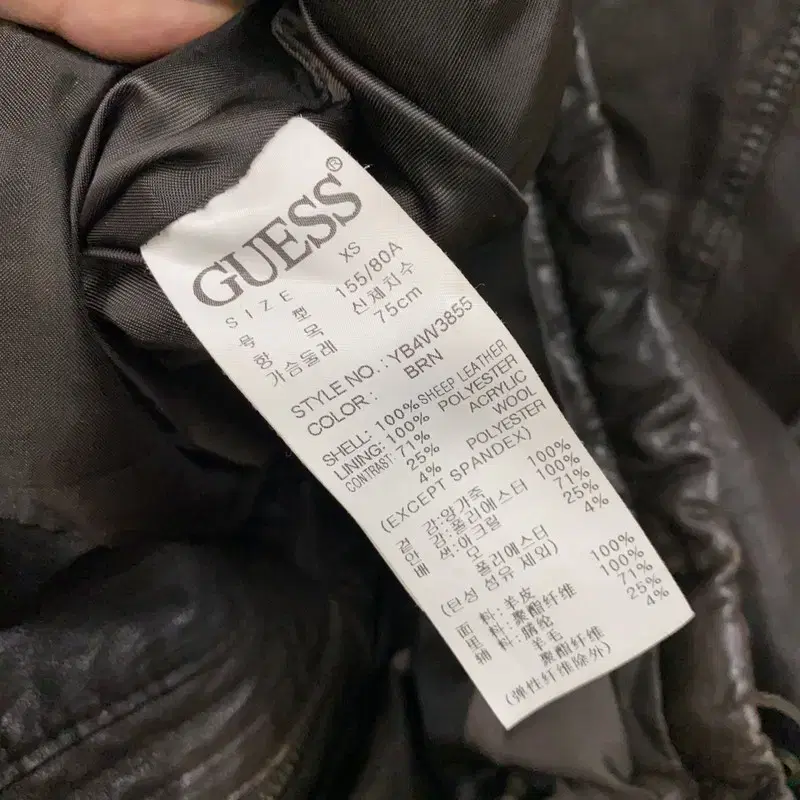 GUESS®
SIZE XS
호 형 155/80A
항 목 신체치수
가슴둘레 75cm
STYLE NO.: YB4W3855
COLOR: BRN
SHELL: 100% SHEEP LEATHER
LINING: 100% POLYESTER
CONTRAST: 71% ACRYLIC
25% WOOL
4% POLYESTER
(EXCEPT SPANDEX)
겉 감:양가죽 100%
안 감:폴리에스터 100%
배 색:아크릴 71%
모 25%
폴리에스터 4%
(탄성 섬유 제외)
面 料:羊皮 100%
里 料:聚酯纤维 100%
辅 料:腈纶 71%
羊毛 25%
聚酯纤维 4%
(弹性纤维除外)